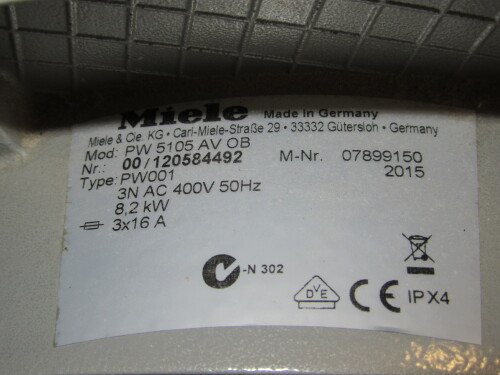 Miele Made in Germany
Miele & Cie. KG • Carl-Miele-Straße 29 • 33332 Gütersloh • Germany
Mod: PW 5105 AV OB
Nr.: 00/120584492 M-Nr. 07899150
Type: PW001 2015
3N AC 400V 50Hz
8,2 kW
3x16 A
-N 302
DVE CE IPX4